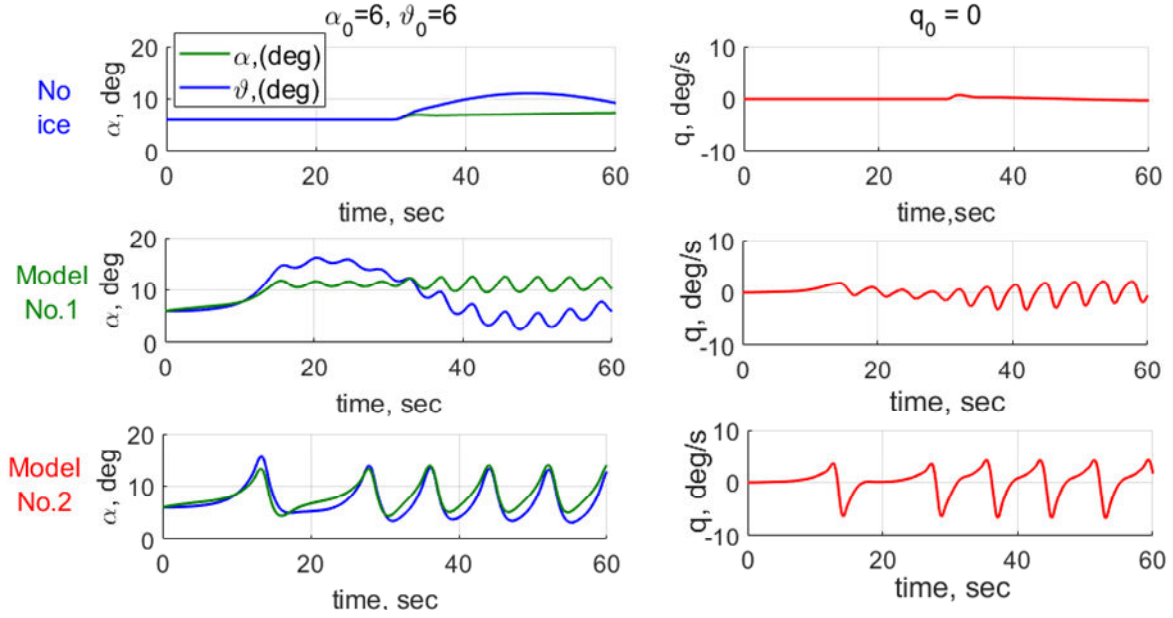 α₀=6, ϑ₀=6
q₀ = 0
No
ice
α, deg
20
10
0
α,(deg)
ϑ,(deg)
0
20
40
60
time, sec
q, deg/s
10
0
-10
0
20
40
60
time,sec
Model
No.1
α, deg
20
10
0
0
20
40
60
time, sec
q, deg/s
10
0
-10
0
20
40
60
time, sec
Model
No.2
α, deg
20
10
0
0
20
40
60
time, sec
q, deg/s
10
0
-10
0
20
40
60
time, sec